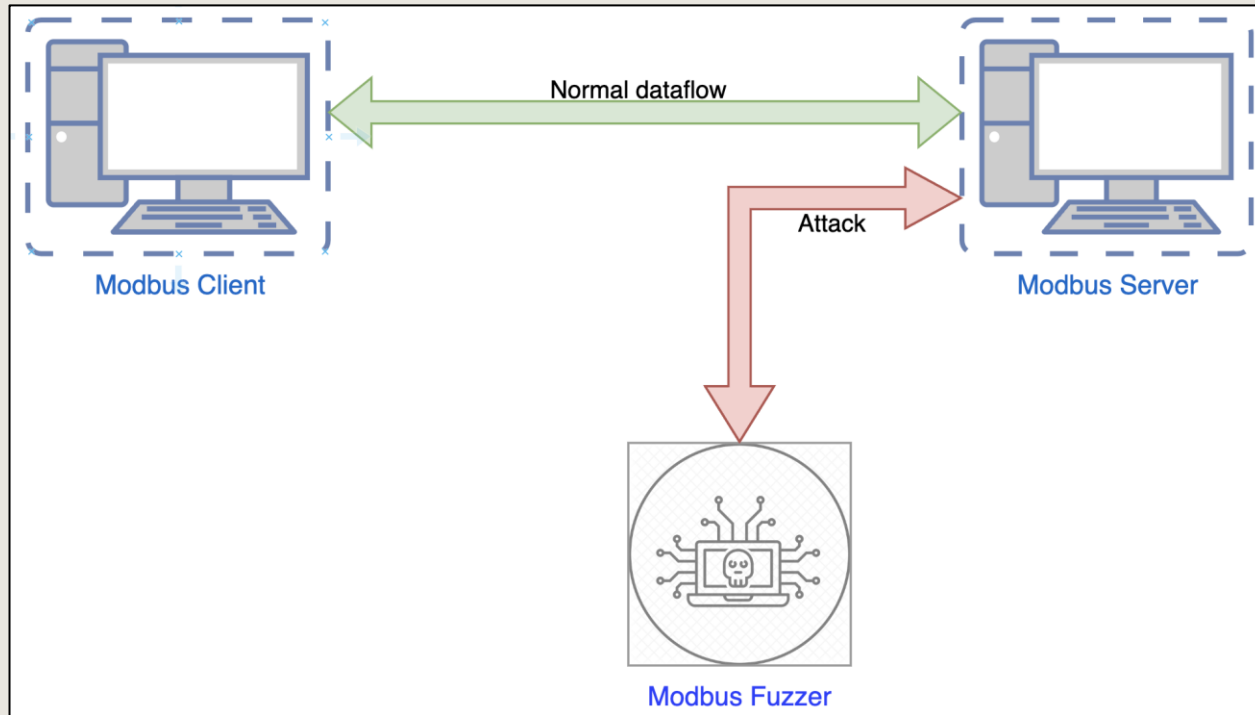 Normal dataflow
Attack
Modbus Client
Modbus Server
Modbus Fuzzer